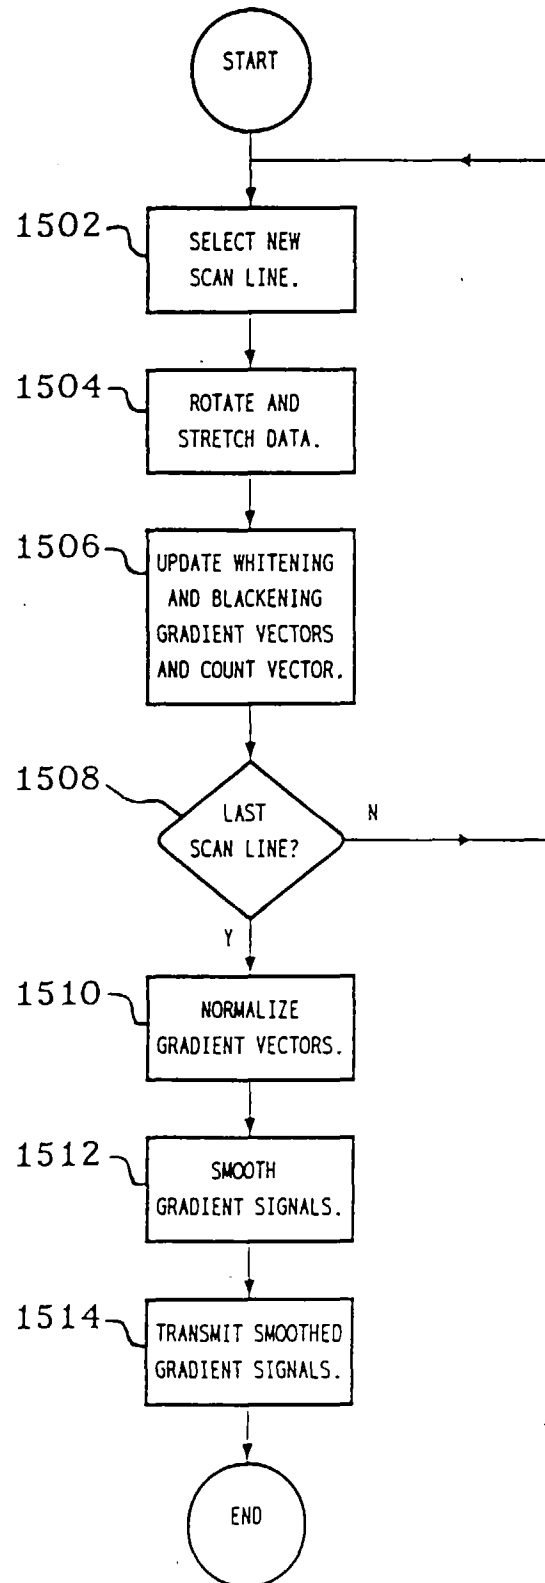 START
1502
SELECT NEW
SCAN LINE.
1504
ROTATE AND
STRETCH DATA.
1506
UPDATE WHITENING
AND BLACKENING
GRADIENT VECTORS
AND COUNT VECTOR.
1508
LAST
SCAN LINE?
N
Y
1510
NORMALIZE
GRADIENT VECTORS.
1512
SMOOTH
GRADIENT SIGNALS.
1514
TRANSMIT SMOOTHED
GRADIENT SIGNALS.
END